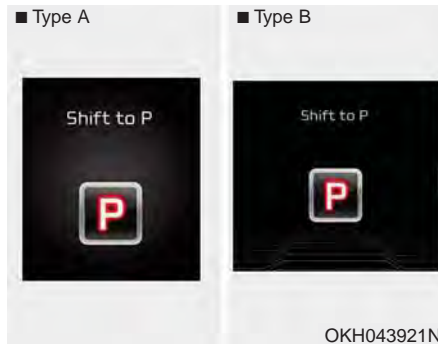 ■ Type A
■ Type B
Shift to P
P
Shift to P
P
OKH043921N